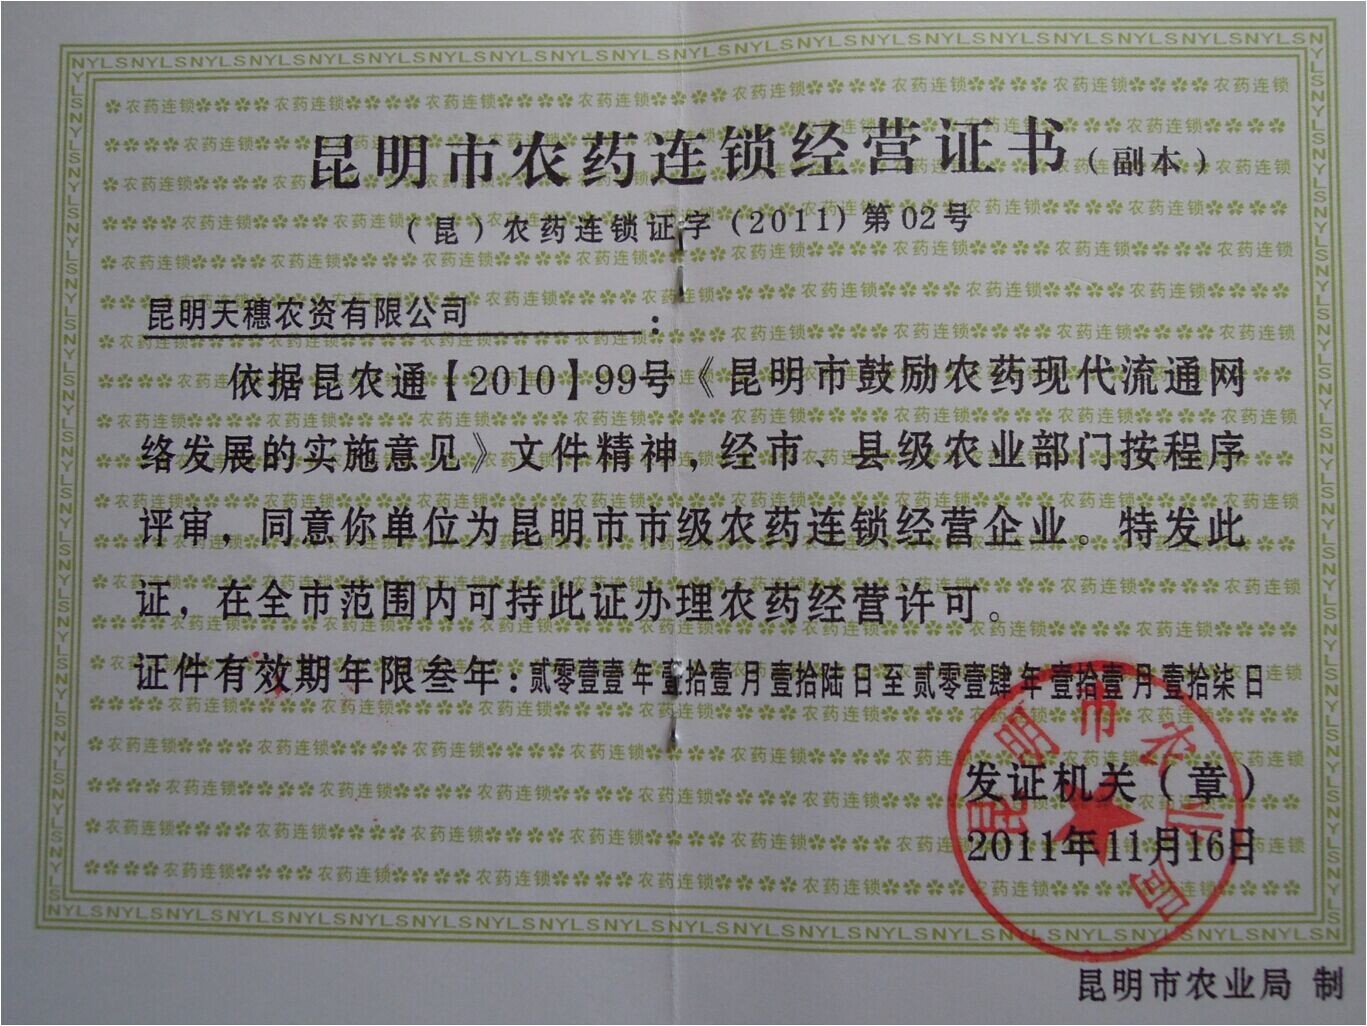 昆明市农药连锁经营证书（副本）
（昆）农药连锁证字（2011）第02号
昆明天穗农资有限公司：
依据昆农通【2010】99号《昆明市鼓励农药现代流通网
络发展的实施意见》文件精神，经市、县级农业部门按程序
评审，同意你单位为昆明市市级农药连锁经营企业。特发此
证，在全市范围内可持此证办理农药经营许可。
证件有效期年限叁年：贰零壹壹年壹拾壹月壹拾陆日至贰零壹肆年壹拾壹月壹拾柒日
昆明市农业局
发证机关（章）
2011年11月16日
昆明市农业局 制